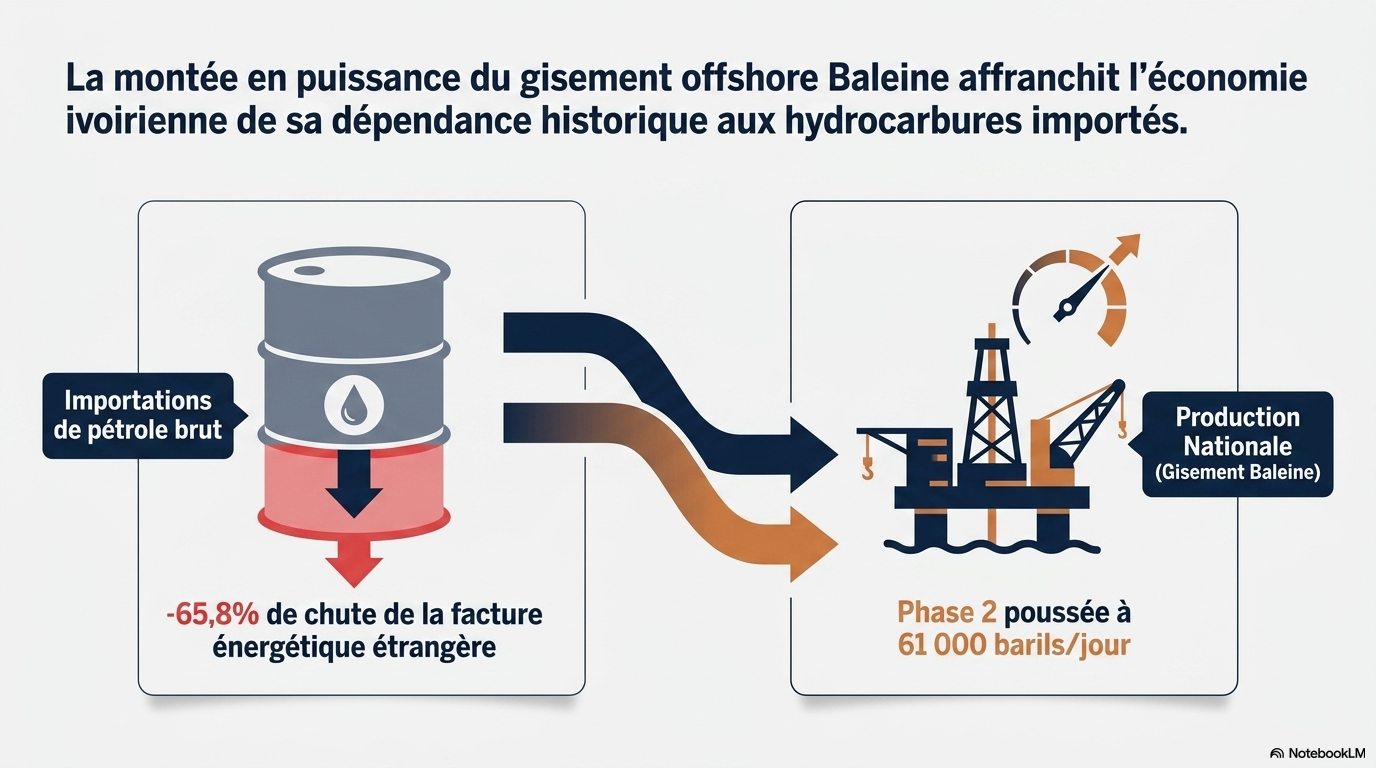 La montée en puissance du gisement offshore Baleine affranchit l'économie
ivoirienne de sa dépendance historique aux hydrocarbures importés.
Importations
de pétrole brut
-65,8% de chute de la facture
énergétique étrangère
Production
Nationale
(Gisement Baleine)
Phase 2 poussée à
61 000 barils/jour
NotebookLM